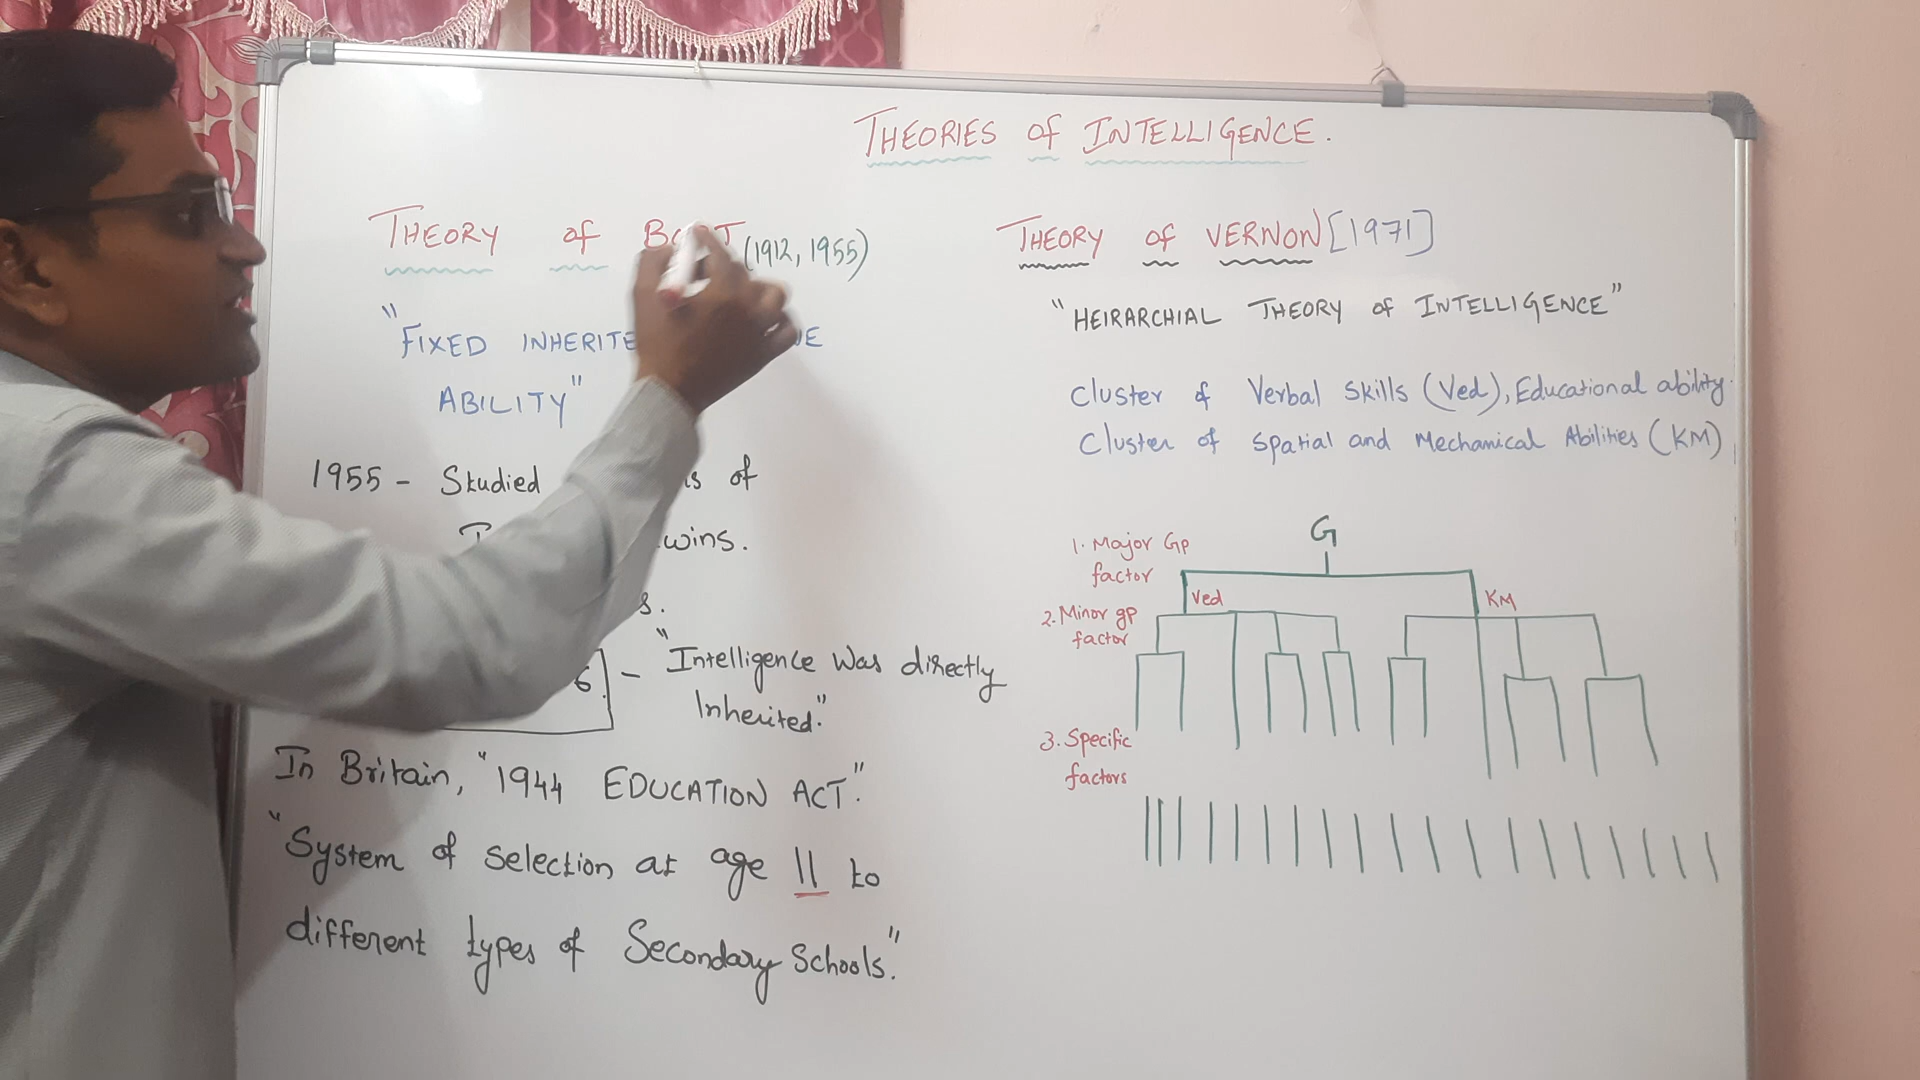 THEORIES of INTELLIGENCE.
THEORY of (1912, 1955)
"FIXED
ABILITY"
1955 - Studied of
s.
- "Intelligence was directly
Inherited."
In Britain, "1944 EDUCATION ACT".
"System of selection at age 11 to
different types of Secondary Schools."
THEORY of VERNON [1971]
"HEIRARCHIAL THEORY of INTELLIGENCE"
Cluster of Verbal Skills (Ved), Educational ability.
Cluster of Spatial and Mechanical Abilities (KM)
G
1. Major Gp
factor
Ved
KM
2. Minor gp
factor
3. Specific
factors